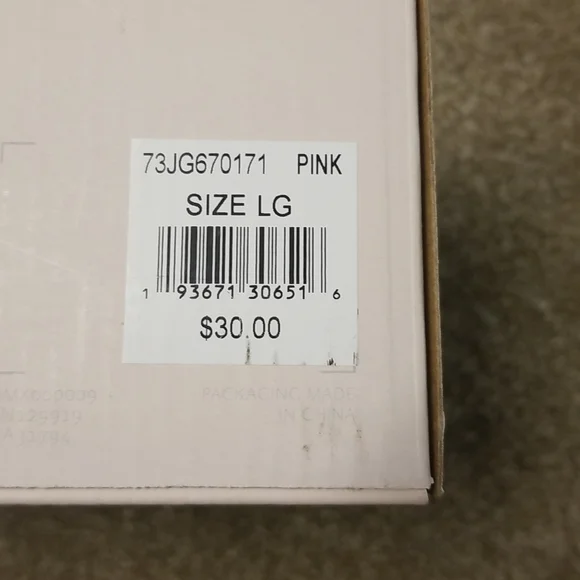 73JG670171 PINK
SIZE LG
1 93671 30651 6
$30.00
PACKAGING MADE
IN CHINA